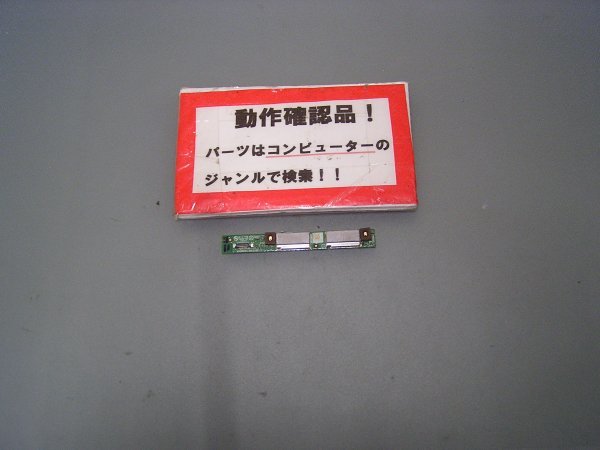 動作確認品！
パーツはコンピューターの
ジャンルで検索！！